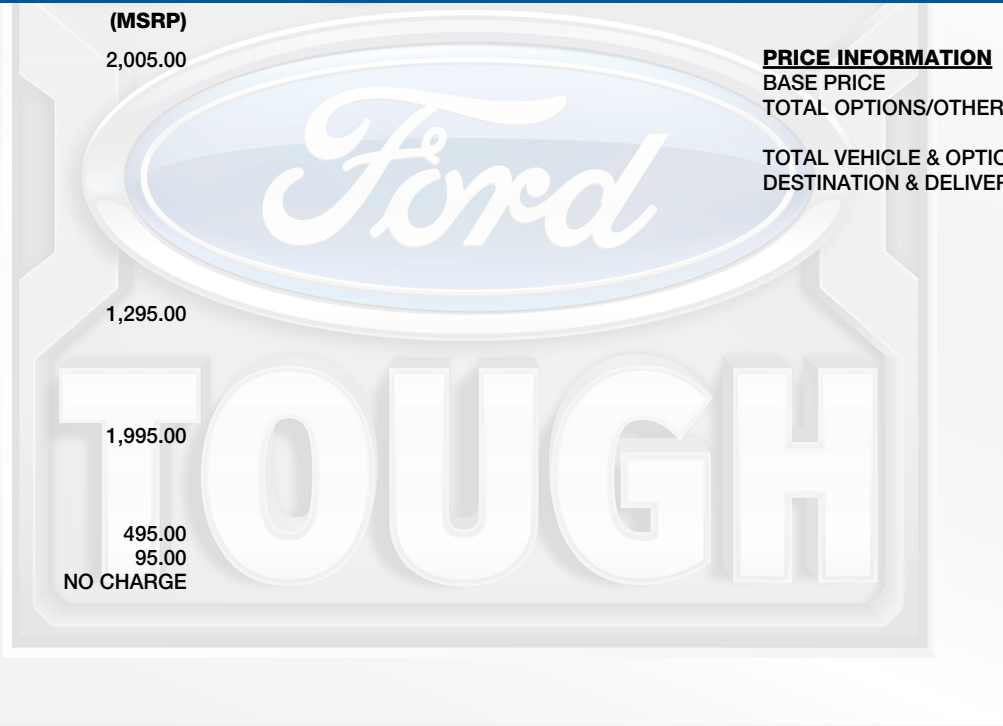 (MSRP)
2,005.00
1,295.00
1,995.00
495.00
95.00
NO CHARGE
PRICE INFORMATION
BASE PRICE
TOTAL OPTIONS/OTHER
TOTAL VEHICLE & OPTIO
DESTINATION & DELIVER
Ford
TOUGH